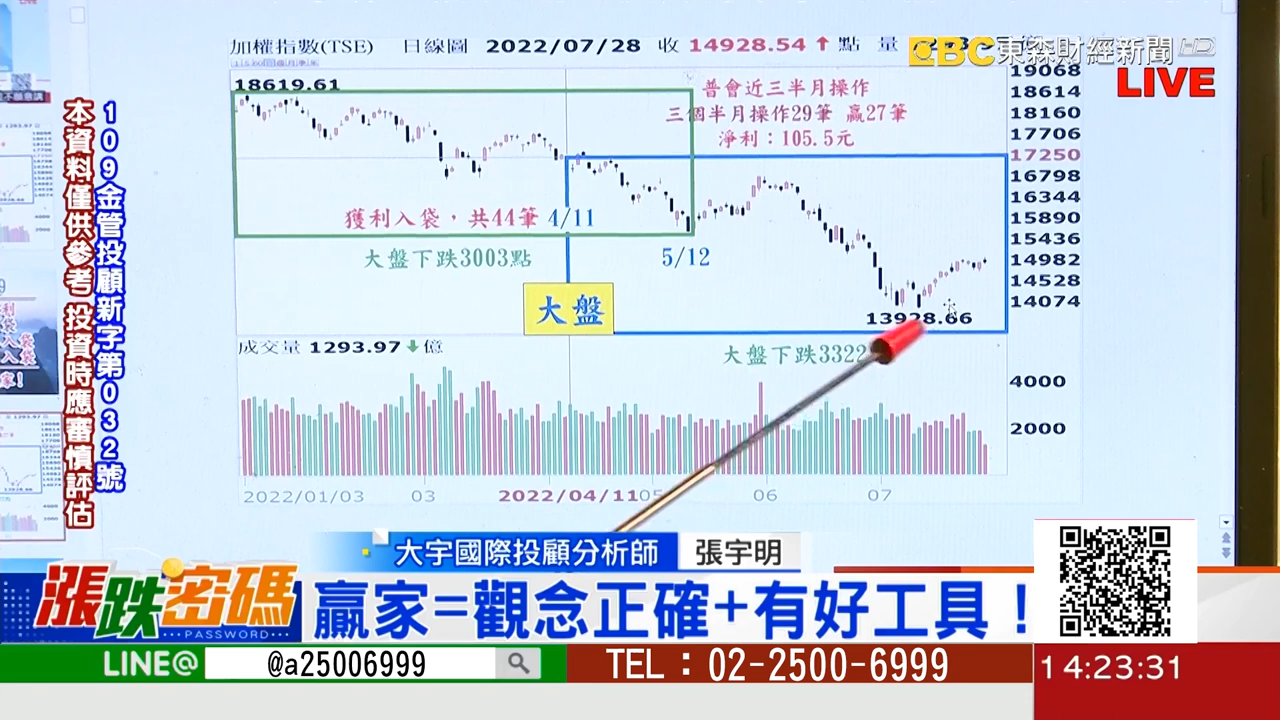 加權指數(TSE) 日線圖 2022/07/28 收 14928.54 ↑ 點 量
EBC 東森財經新聞 HD
LIVE
18619.61
普會近三半月操作
三個半月操作29筆 贏27筆
淨利：105.5元
獲利入袋，共44筆 4/11
大盤下跌3003點
5/12
大盤
13928.66
大盤下跌3322
19068
18614
18160
17706
17250
16798
16344
15890
15436
14982
14528
14074
成交量 1293.97 ↓ 億
4000
2000
2022/01/03 03 2022/04/11 05 06 07
109金管投顧新字第032號
本資料僅供參考 投資時應審慎評估
大宇國際投顧分析師 張宇明
漲跌密碼
PASSWORD
贏家=觀念正確+有好工具！
LINE@ @a25006999
TEL：02-2500-6999
14:23:31